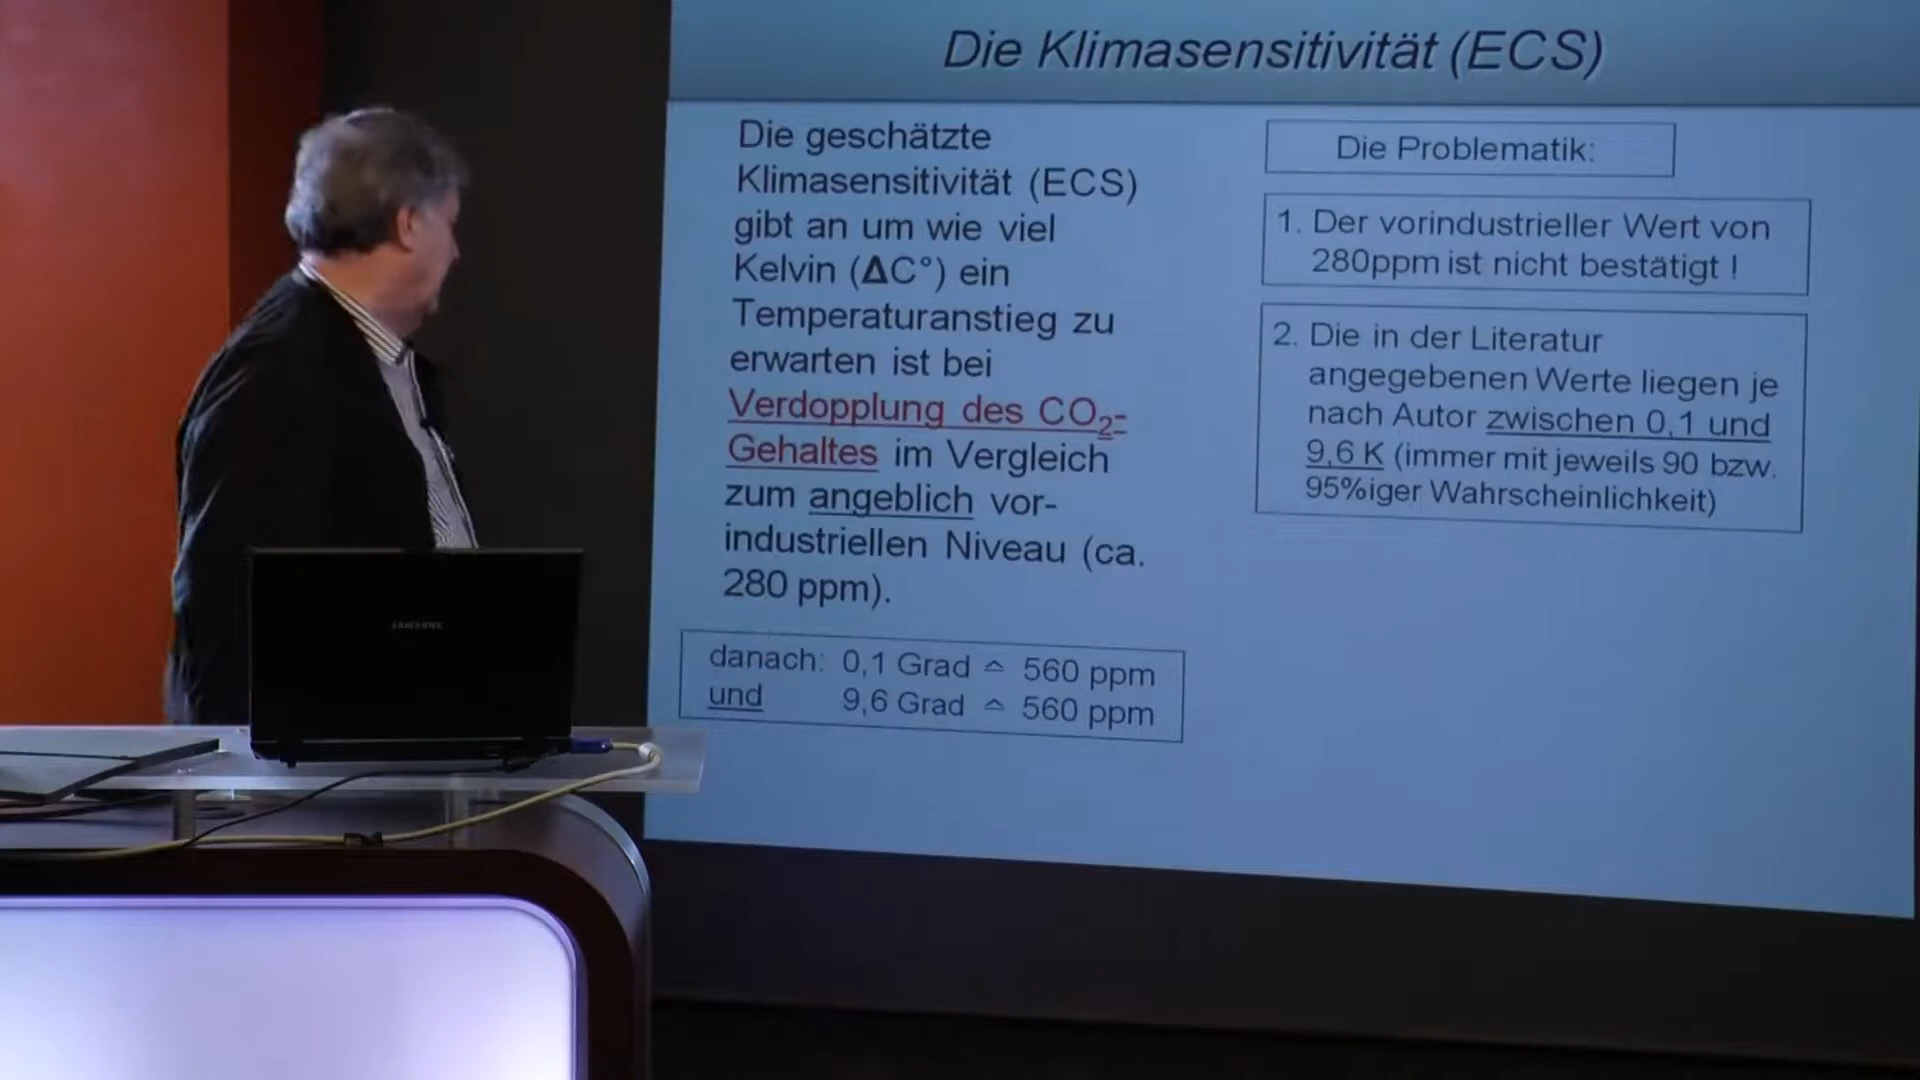 Die Klimasensitivität (ECS)
Die geschätzte
Klimasensitivität (ECS)
gibt an um wie viel
Kelvin (ΔC°) ein
Temperaturanstieg zu
erwarten ist bei
Verdopplung des CO₂-
Gehaltes im Vergleich
zum angeblich vor-
industriellen Niveau (ca.
280 ppm).
danach: 0,1 Grad ≙ 560 ppm
und 9,6 Grad ≙ 560 ppm
Die Problematik:
1. Der vorindustrieller Wert von
280ppm ist nicht bestätigt !
2. Die in der Literatur
angegebenen Werte liegen je
nach Autor zwischen 0,1 und
9,6 K (immer mit jeweils 90 bzw.
95%iger Wahrscheinlichkeit)
SAMSUNG